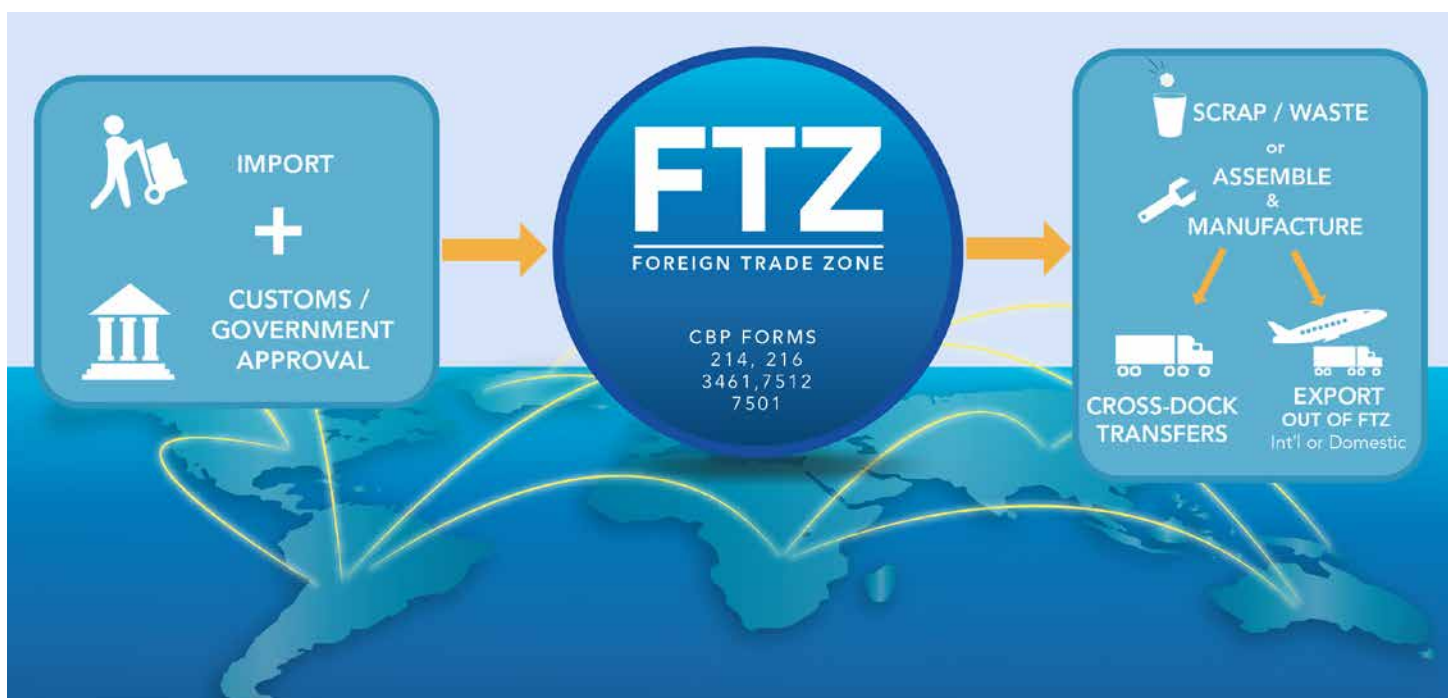 IMPORT
+
CUSTOMS /
GOVERNMENT
APPROVAL
FTZ
FOREIGN TRADE ZONE
CBP FORMS
214, 216
3461,7512
7501
SCRAP / WASTE
or
ASSEMBLE
&
MANUFACTURE
CROSS-DOCK
TRANSFERS
EXPORT
OUT OF FTZ
Int'l or Domestic